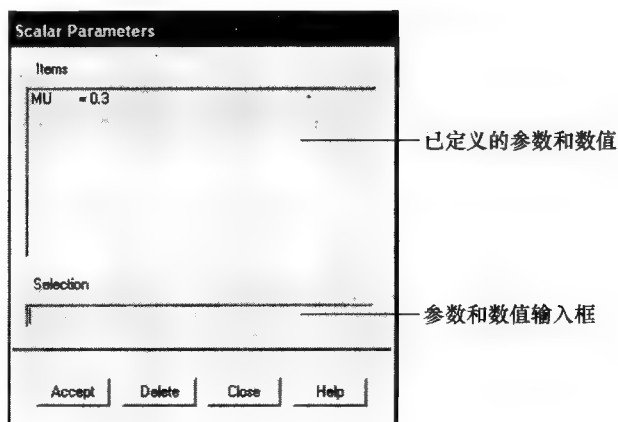 Scalar Parameters
Items
MU = 0.3
已定义的参数和数值
Selection
参数和数值输入框
Accept Delete Close Help